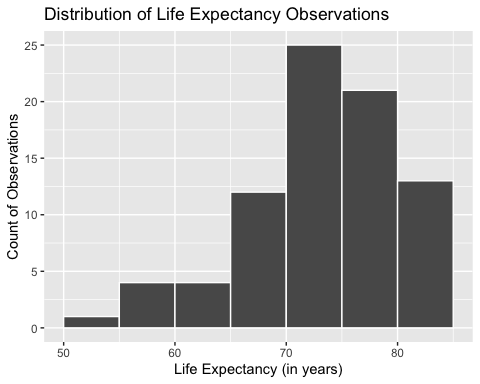 Distribution of Life Expectancy Observations
Count of Observations
25
20
15
10
5
0
50 60 70 80
Life Expectancy (in years)